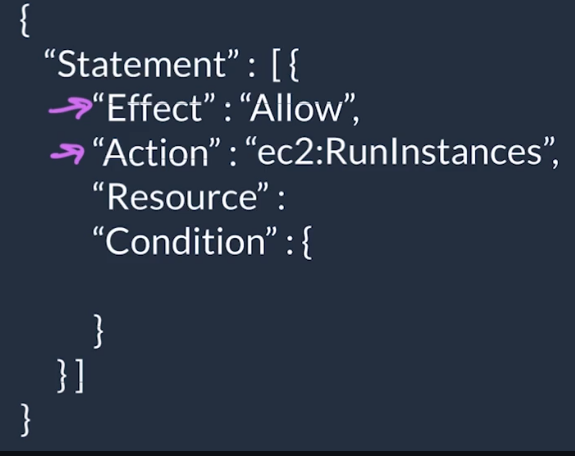 {
“Statement” : [ {
“Effect” : “Allow”,
“Action” : “ec2:RunInstances”,
“Resource” :
“Condition” : {
}
} ]
}